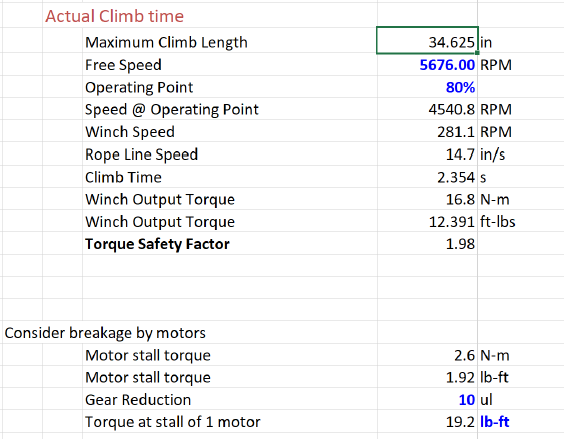 Actual Climb time
Maximum Climb Length 34.625 in
Free Speed 5676.00 RPM
Operating Point 80%
Speed @ Operating Point 4540.8 RPM
Winch Speed 281.1 RPM
Rope Line Speed 14.7 in/s
Climb Time 2.354 s
Winch Output Torque 16.8 N-m
Winch Output Torque 12.391 ft-lbs
Torque Safety Factor 1.98
Consider breakage by motors
Motor stall torque 2.6 N-m
Motor stall torque 1.92 lb-ft
Gear Reduction 10 ul
Torque at stall of 1 motor 19.2 lb-ft